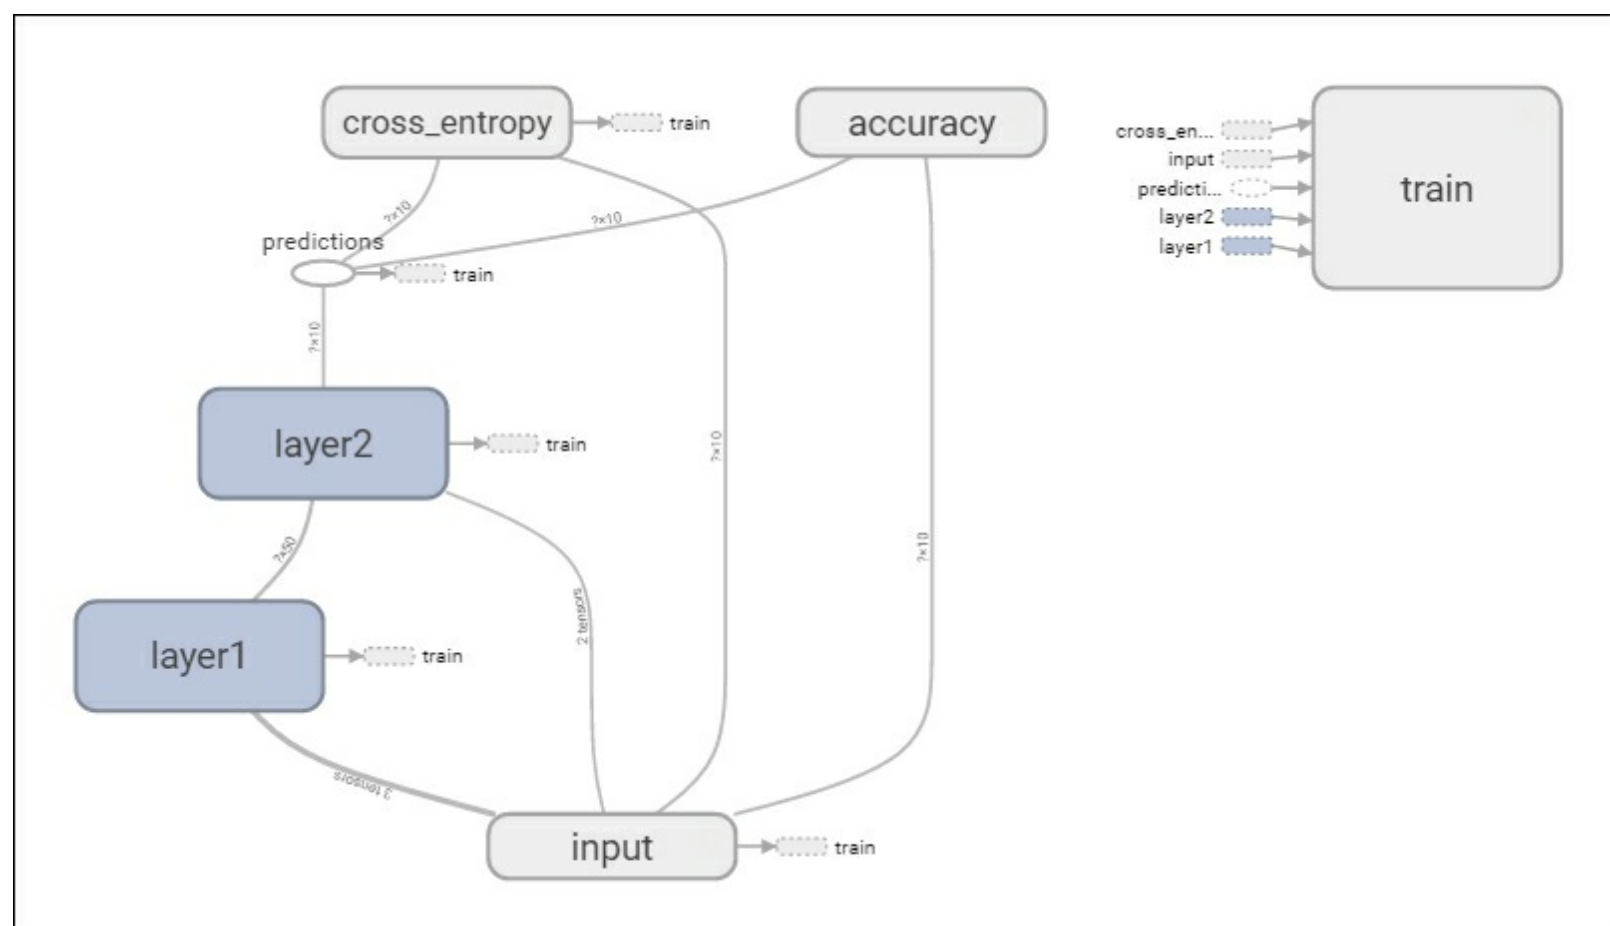 cross_entropy
train
accuracy
cross_en...
input
predicti...
layer2
layer1
train
?×10
?×10
predictions
train
?×10
layer2
train
?×10
?×50
?×10
2 tensors
layer1
train
3 tensors
input
train